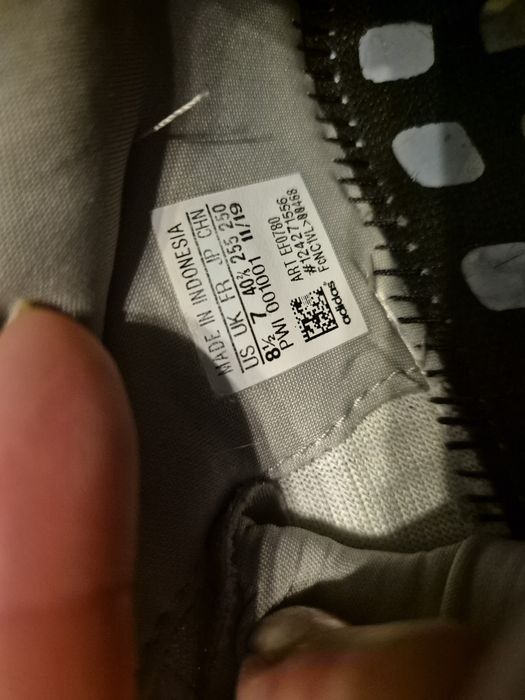 MADE IN INDONESIA
US UK FR JP CHN
8½ 7 40⅔ 255 250
PWI 001001 11/19
ART EF0780
#124271556
adidas